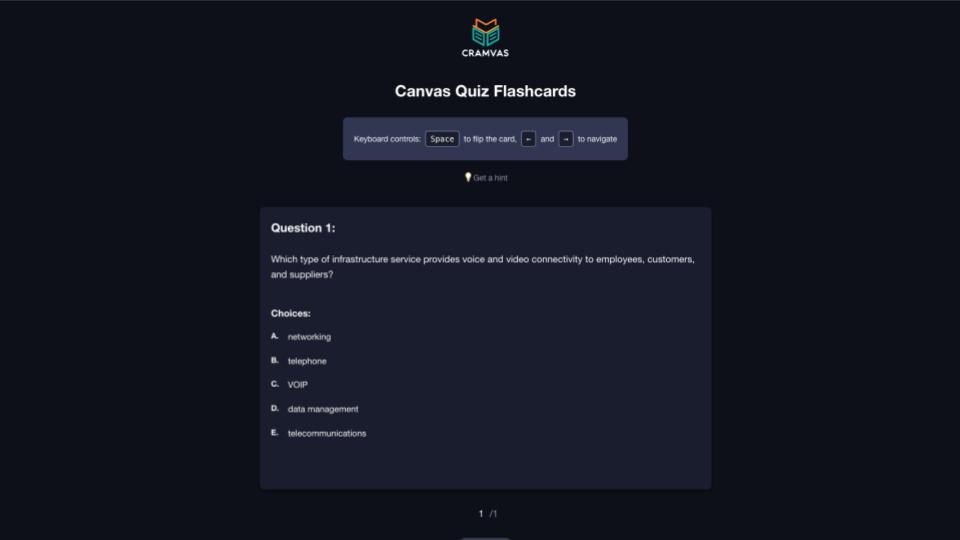 CRAMVAS
Canvas Quiz Flashcards
Keyboard controls: Space to flip the card, ← and → to navigate
Get a hint
Question 1:
Which type of infrastructure service provides voice and video connectivity to employees, customers,
and suppliers?
Choices:
A. networking
B. telephone
C. VOIP
D. data management
E. telecommunications
1 /1